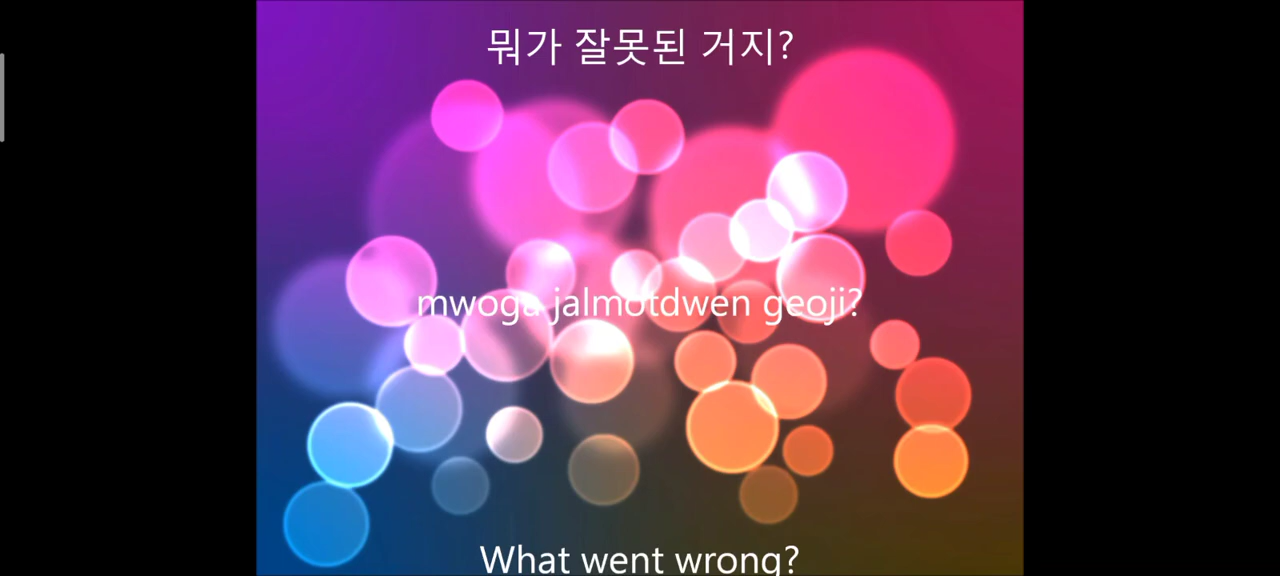 뭐가 잘못된 거지?
mwoga jalmotdwen geoji?
What went wrong?